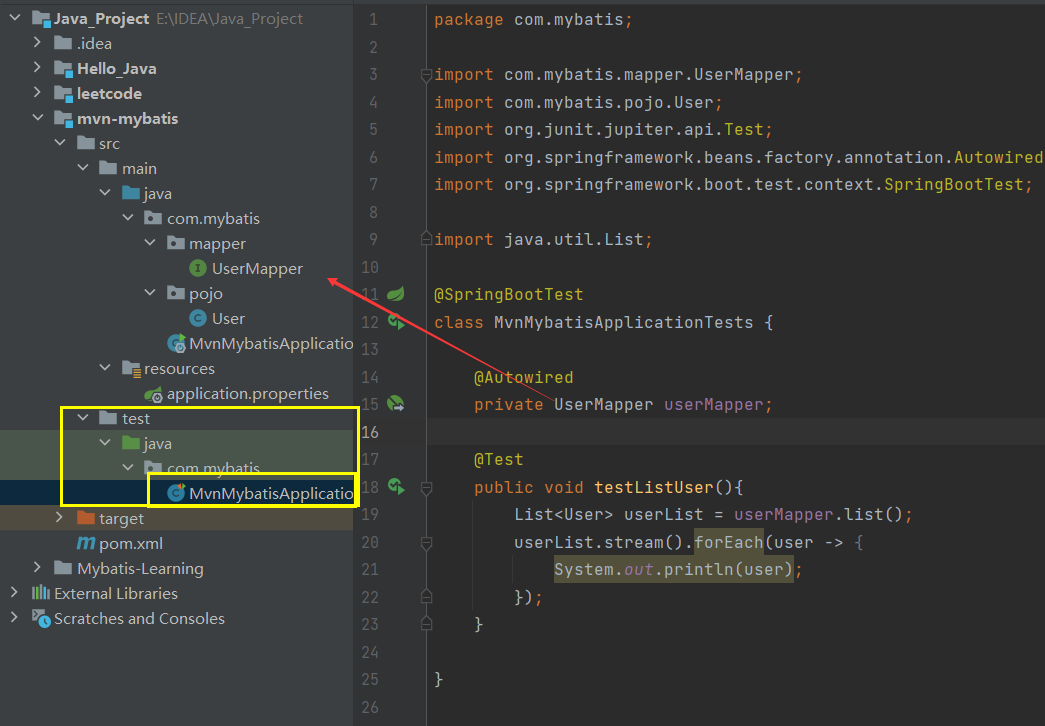 Java_Project E:\IDEA\Java_Project
.idea
Hello_Java
leetcode
mvn-mybatis
src
main
java
com.mybatis
mapper
UserMapper
pojo
User
MvnMybatisApplicatio
resources
application.properties
test
java
com.mybatis
MvnMybatisApplicatio
target
pom.xml
Mybatis-Learning
External Libraries
Scratches and Consoles
1 package com.mybatis;
2
3 import com.mybatis.mapper.UserMapper;
4 import com.mybatis.pojo.User;
5 import org.junit.jupiter.api.Test;
6 import org.springframework.beans.factory.annotation.Autowired
7 import org.springframework.boot.test.context.SpringBootTest;
8
9 import java.util.List;
10
11 @SpringBootTest
12 class MvnMybatisApplicationTests {
13
14 @Autowired
15 private UserMapper userMapper;
16
17 @Test
18 public void testListUser(){
19 List<User> userList = userMapper.list();
20 userList.stream().forEach(user -> {
21 System.out.println(user);
22 });
23 }
24
25 }
26